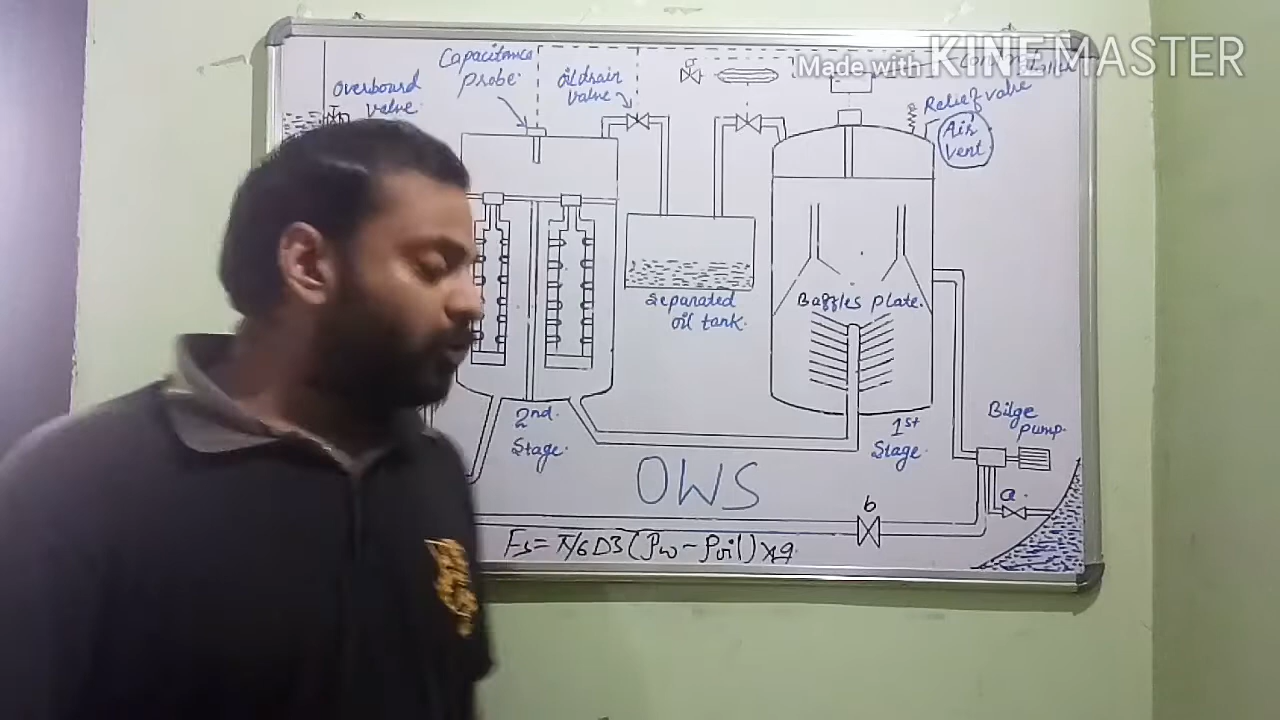 Made with KINEMASTER
Capacitance
probe.
Overboard
valve.
oil drain
valve
Relief valve
Air
vent
Separated
oil tank.
Baffles plate.
2nd.
Stage.
1st
Stage.
Bilge
pump.
a.
OWS
b
Fs = π/6 D3 (ρw - ρoil) x g